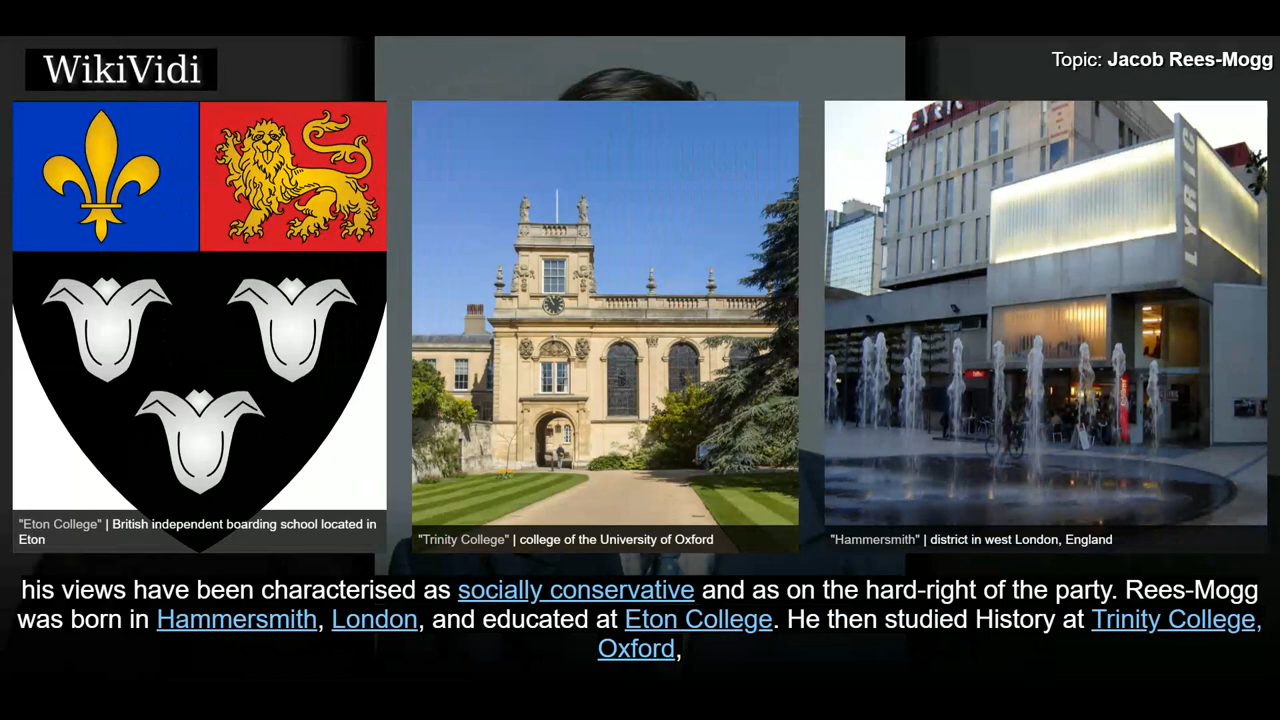 WikiVidi
Topic: Jacob Rees-Mogg
LYRIC
"Eton College" | British independent boarding school located in
Eton
"Trinity College" | college of the University of Oxford
"Hammersmith" | district in west London, England
his views have been characterised as socially conservative and as on the hard-right of the party. Rees-Mogg
was born in Hammersmith, London, and educated at Eton College. He then studied History at Trinity College,
Oxford,